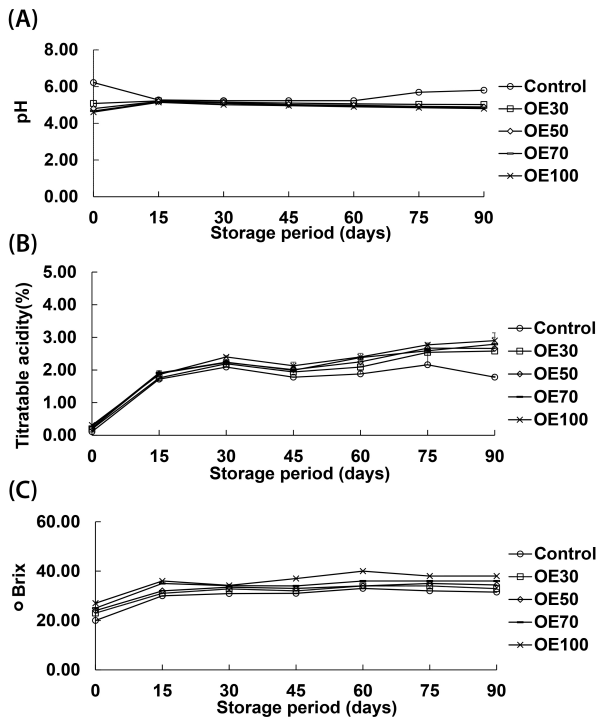 (A)
8.00
6.00
4.00
2.00
0.00
pH
0 15 30 45 60 75 90
Storage period (days)
Control
OE30
OE50
OE70
OE100
(B)
5.00
4.00
3.00
2.00
1.00
0.00
Titratable acidity(%)
0 15 30 45 60 75 90
Storage period (days)
Control
OE30
OE50
OE70
OE100
(C)
60.00
40.00
20.00
0.00
o Brix
0 15 30 45 60 75 90
Storage period (days)
Control
OE30
OE50
OE70
OE100